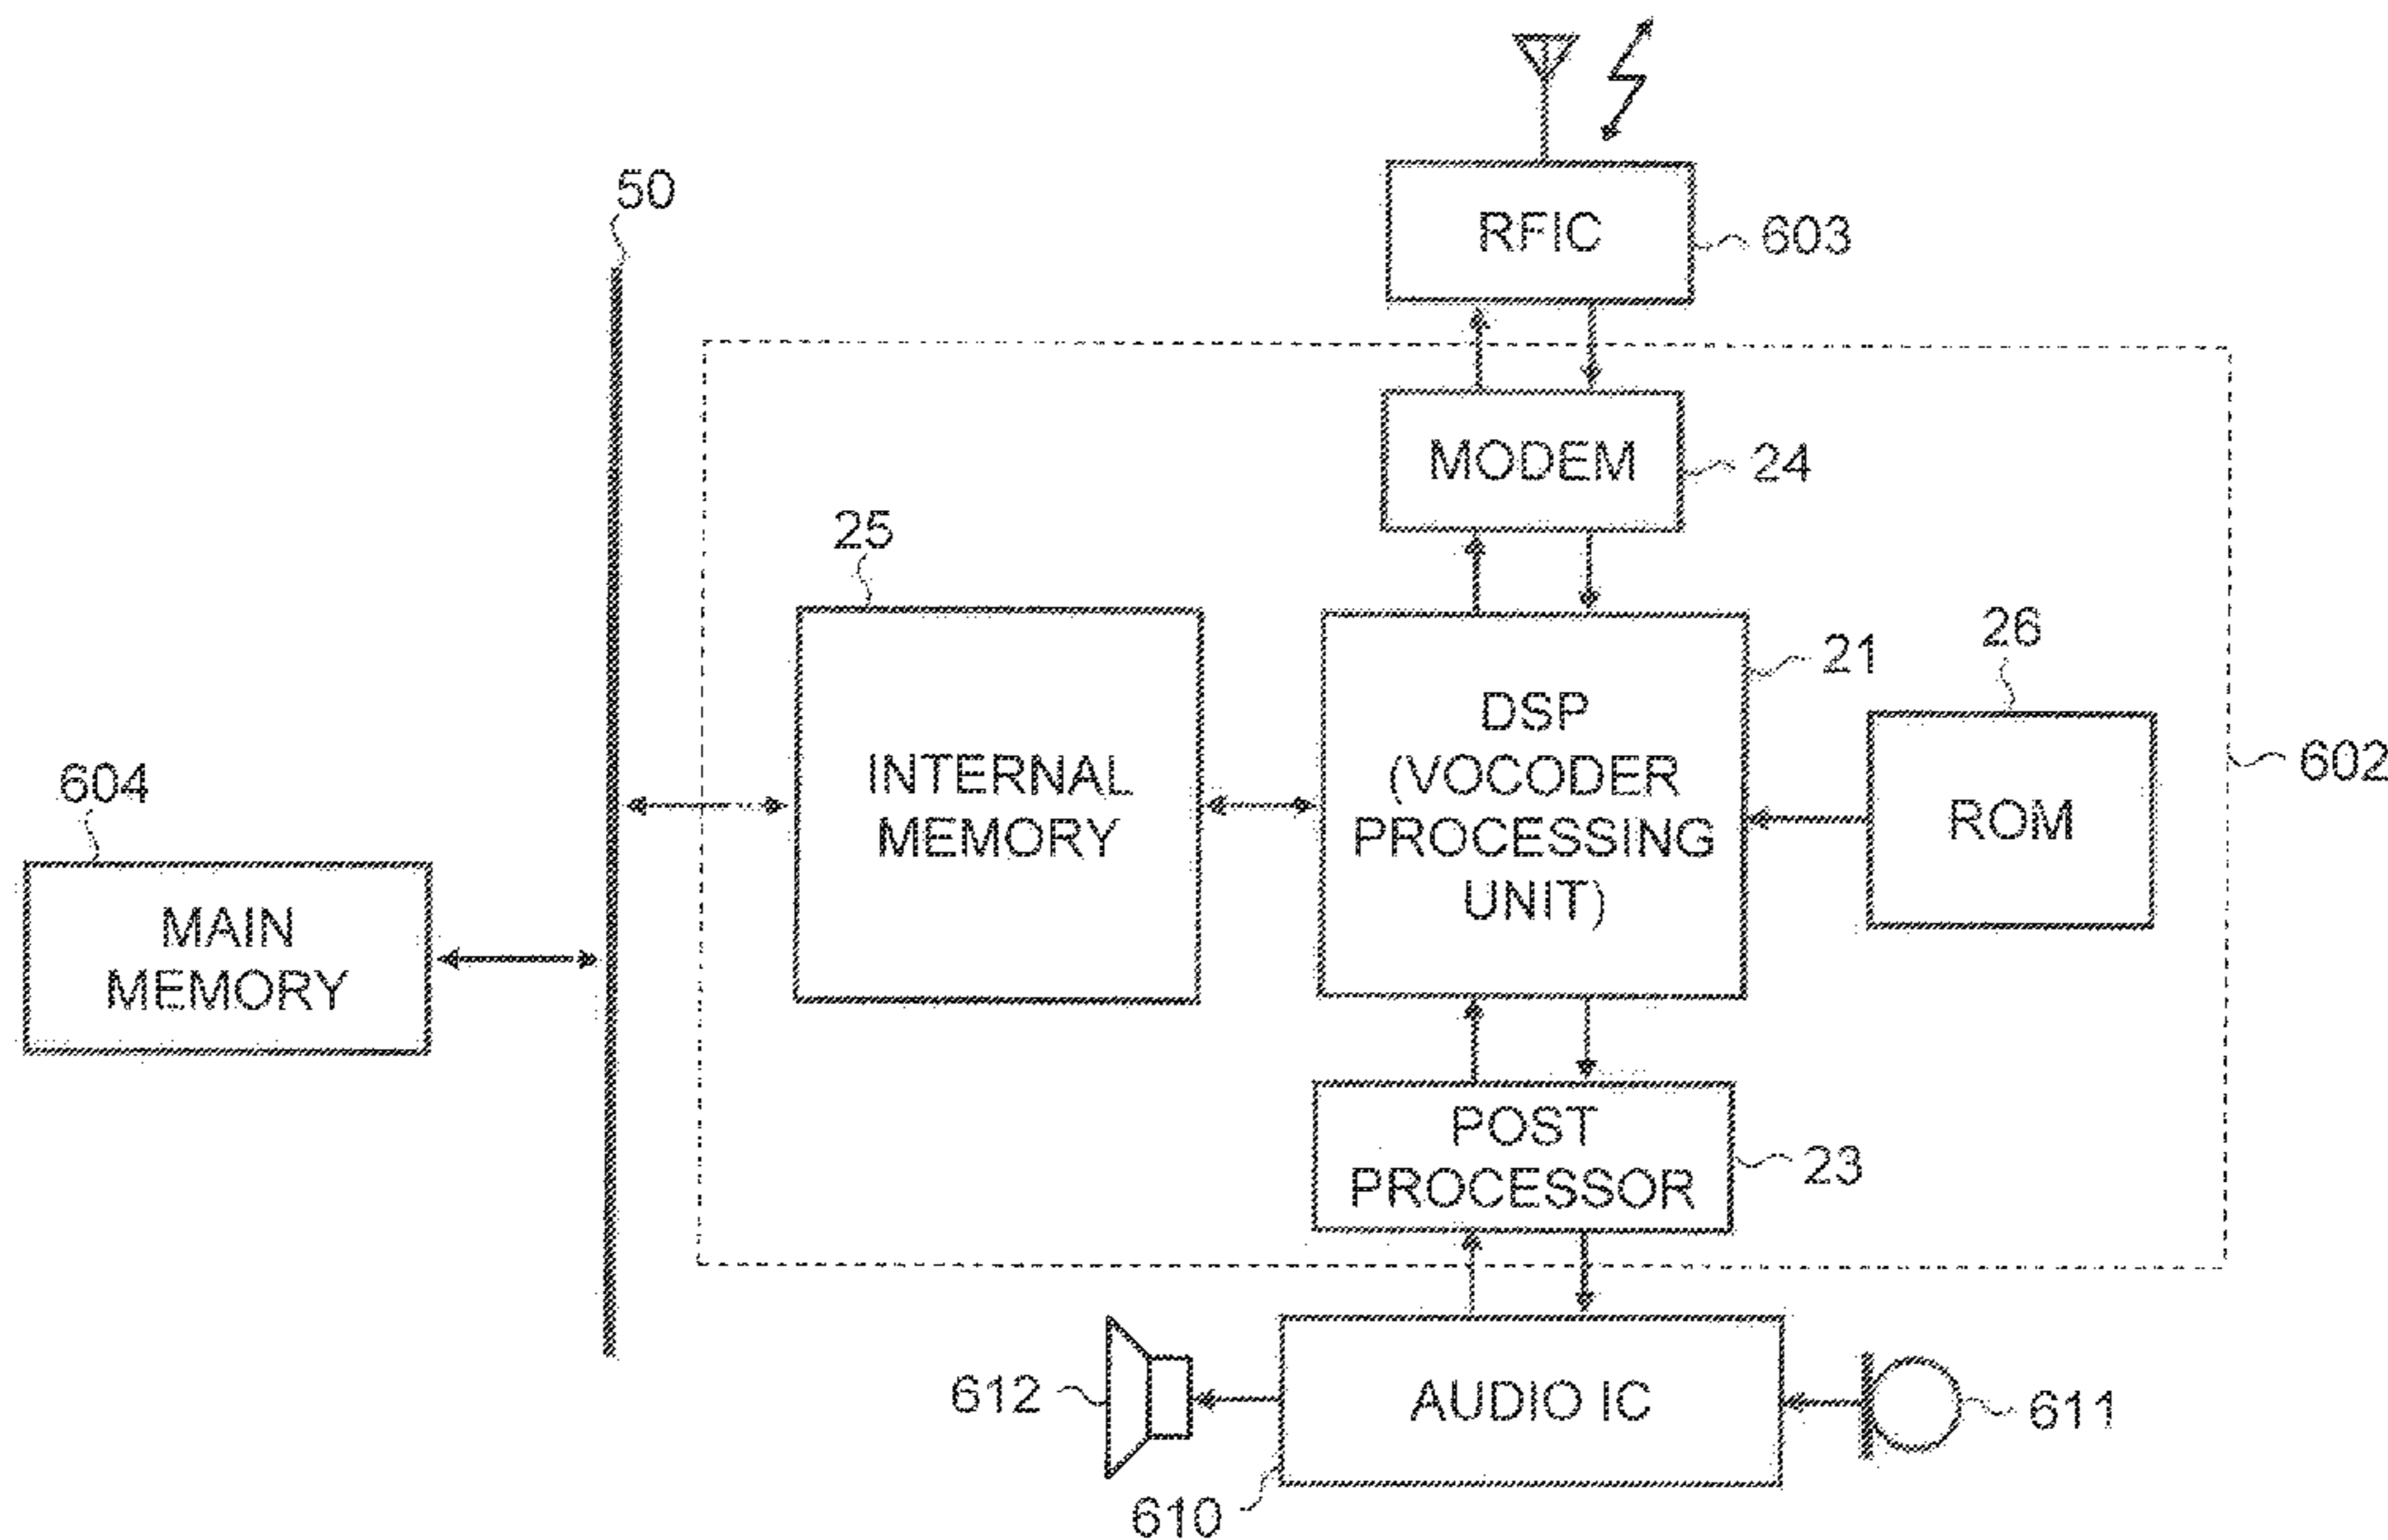 50
RFIC
603
MODEM
24
25
INTERNAL
MEMORY
DSP
(VOCODER
PROCESSING
UNIT)
21
26
ROM
602
604
MAIN
MEMORY
POST
PROCESSOR
23
612
AUDIO IC
611
610